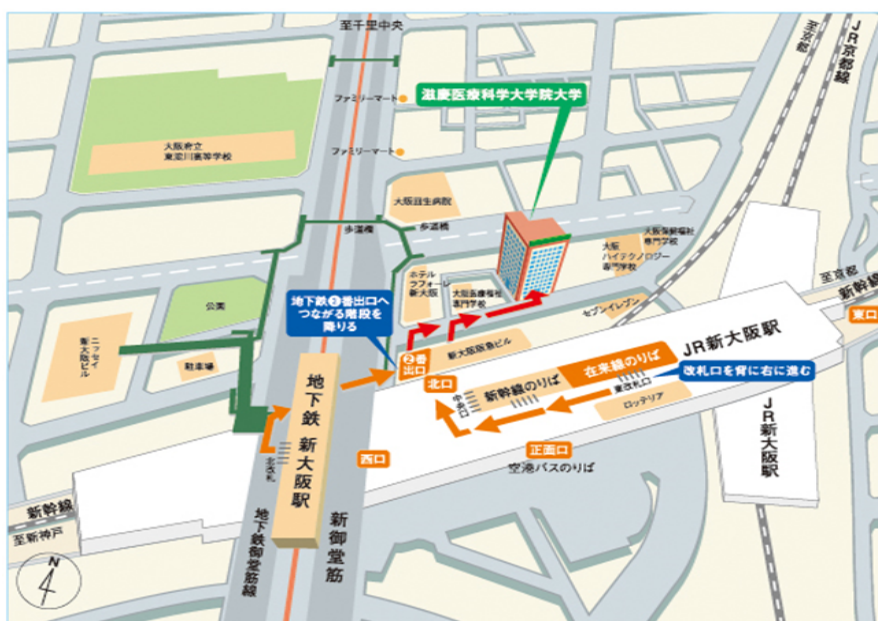 至千里中央
至京都
JR京都線
ファミリーマート
滋慶医療科学大学院大学
大阪府立
東淀川高等学校
ファミリーマート
大阪回生病院
歩道橋
歩道橋
大阪保健福祉
専門学校
大阪
ハイテクノロジー
専門学校
ホテル
ラフォーレ
新大阪
大阪医療福祉
専門学校
至京都
新幹線
東口
公園
地下鉄②番出口へ
つながる階段を
降りる
セブンイレブン
ニッセイ
新大阪ビル
駐車場
②番
出口
新大阪阪急ビル
JR新大阪駅
北口
新幹線のりば
在来線のりば
改札口を背に右に進む
中央口
東改札口
ロッテリア
地下鉄 新大阪駅
北改札
西口
正面口
空港バスのりば
JR新大阪駅
新幹線
至新神戸
地下鉄御堂筋線
新御堂筋
N